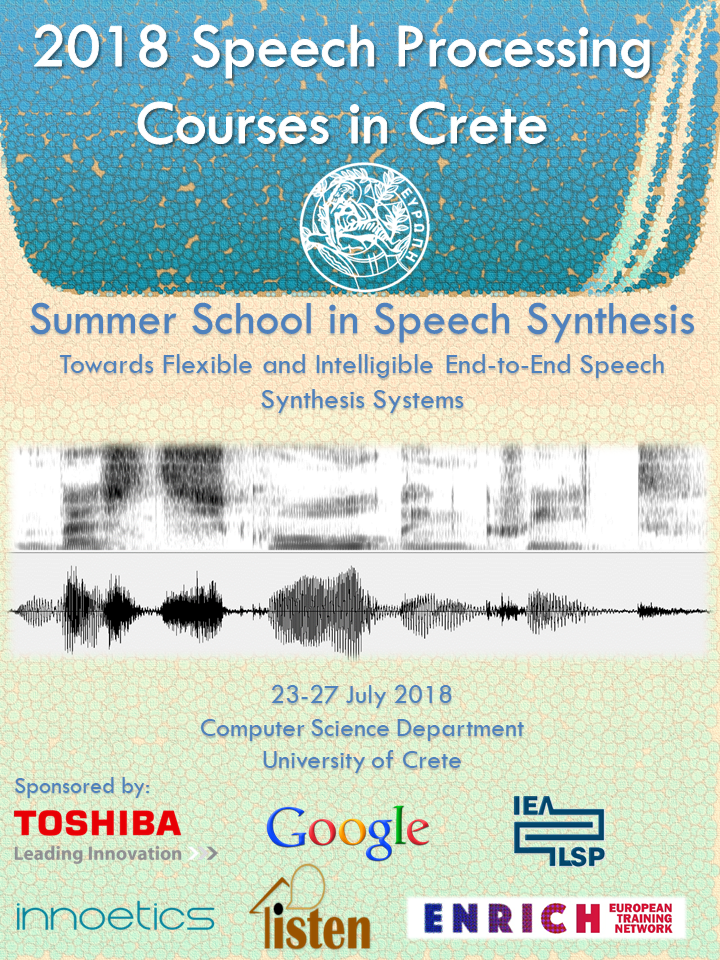 2018 Speech Processing
Courses in Crete
ΕΥΡΩΠΗ
Summer School in Speech Synthesis
Towards Flexible and Intelligible End-to-End Speech
Synthesis Systems
23-27 July 2018
Computer Science Department
University of Crete
Sponsored by:
TOSHIBA
Leading Innovation
Google
ΙΕΛ
ILSP
innoetics
listen
ENRICH
EUROPEAN
TRAINING
NETWORK